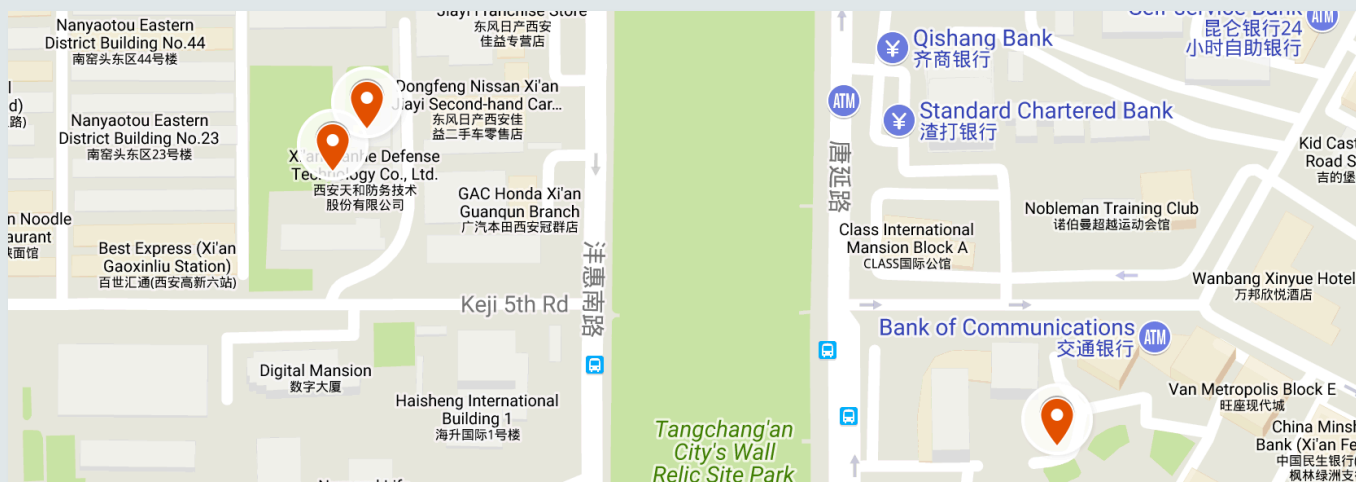 Nanyaotou Eastern
District Building No.44
南窑头东区44号楼
Nanyaotou Eastern
District Building No.23
南窑头东区23号楼
d)
路)
Jiayi Franchise Store
东风日产西安
佳益专营店
Dongfeng Nissan Xi'an
Jiayi Second-hand Car...
东风日产西安佳
益二手车零售店
Defense
Technology Co., Ltd.
西安天和防务技术
股份有限公司
GAC Honda Xi'an
Guanqun Branch
广汽本田西安冠群店
n Noodle
aurant
面馆
Best Express (Xi'an
Gaoxinliu Station)
百世汇通(西安高新六站)
Keji 5th Rd
沣惠南路
Digital Mansion
数字大厦
Haisheng International
Building 1
海升国际1号楼
Tangchang'an
City's Wall
Relic Site Park
唐延路
Self-Service Bank
昆仑银行24
小时自助银行
ATM
¥
Qishang Bank
齐商银行
ATM
¥
Standard Chartered Bank
渣打银行
Kid Cast
Road S
吉的堡
Nobleman Training Club
诺伯曼超越运动会馆
Class International
Mansion Block A
CLASS国际公馆
Wanbang Xinyue Hotel
万邦欣悦酒店
Bank of Communications
交通银行
ATM
Van Metropolis Block E
旺座现代城
China Minsh
Bank (Xi'an Fe
中国民生银行(
枫林绿洲支